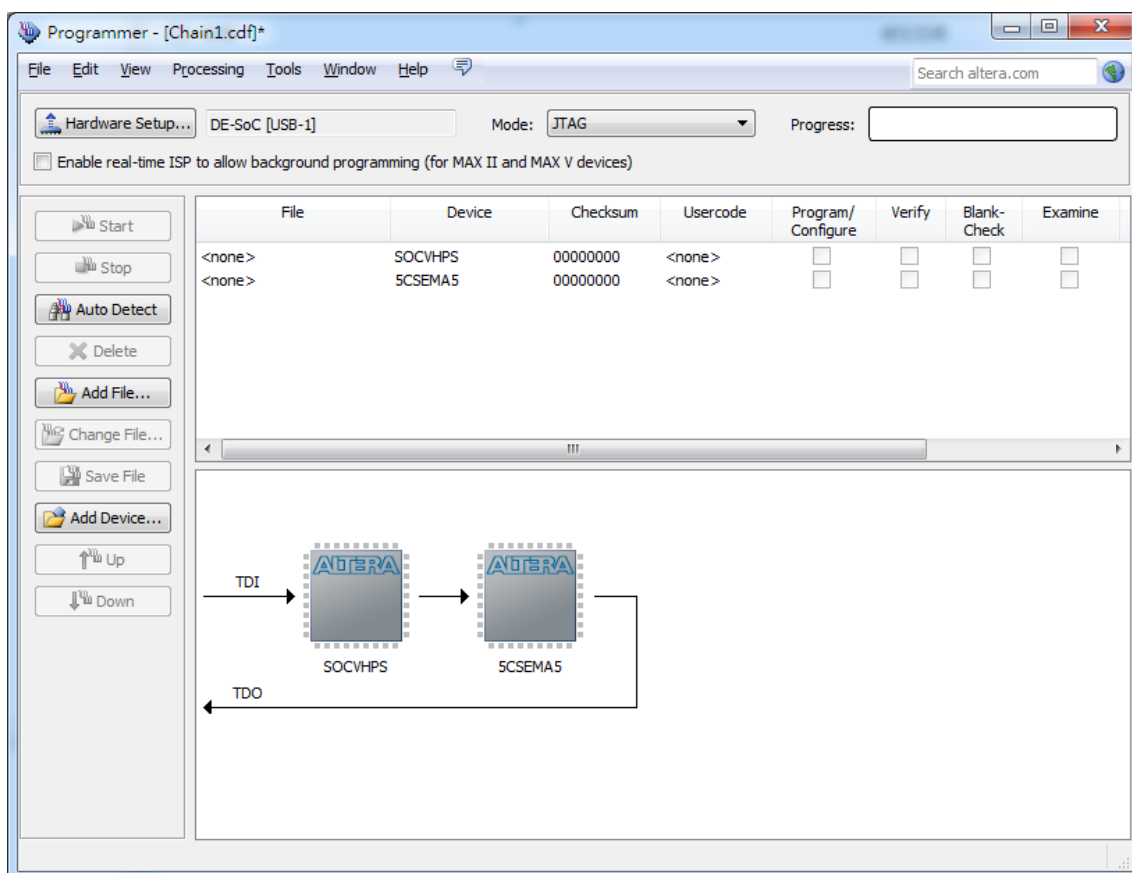 Programmer - [Chain1.cdf]*
File Edit View Processing Tools Window Help
Search altera.com
Hardware Setup... DE-SoC [USB-1] Mode: JTAG Progress:
Enable real-time ISP to allow background programming (for MAX II and MAX V devices)
Start
Stop
Auto Detect
Delete
Add File...
Change File...
Save File
Add Device...
Up
Down
File Device Checksum Usercode Program/ Configure Verify Blank- Check Examine
<none> SOCVHPS 00000000 <none>
<none> 5CSEMA5 00000000 <none>
TDI
ALTERA
ALTERA
SOCVHPS
5CSEMA5
TDO